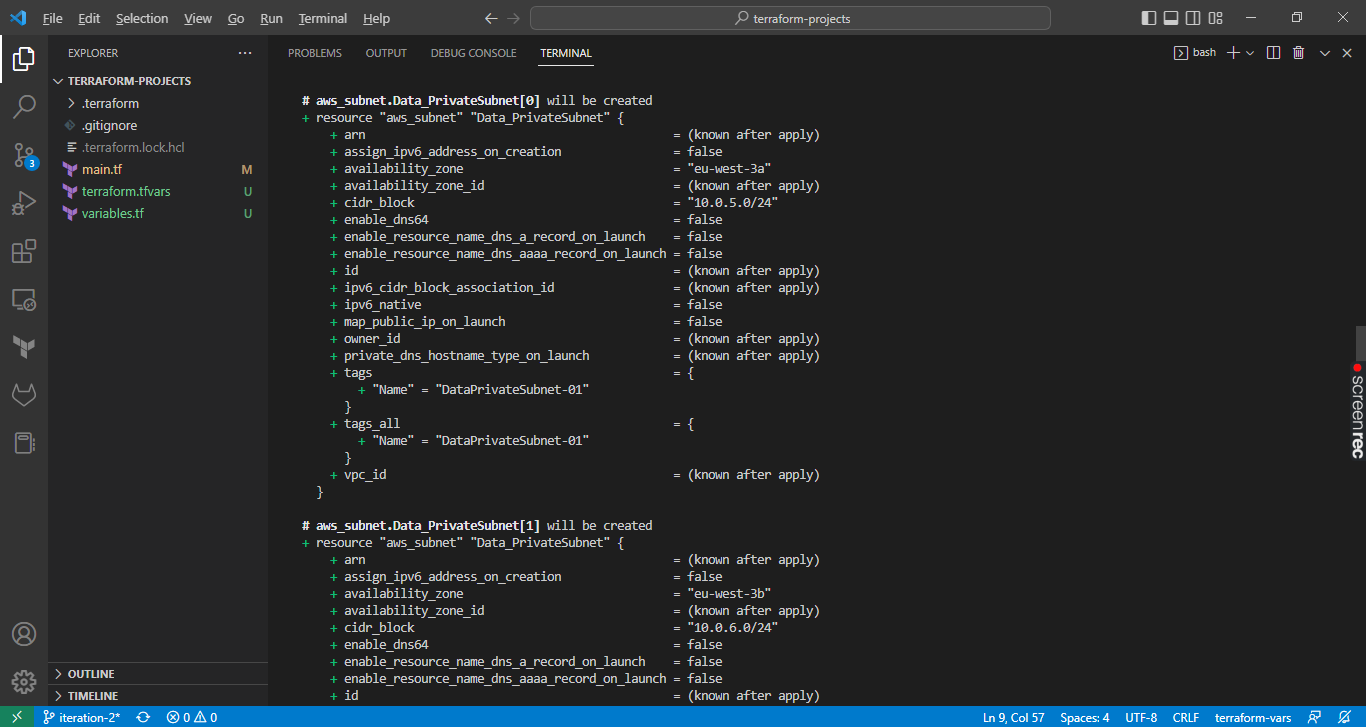 File Edit Selection View Go Run Terminal Help
terraform-projects
EXPLORER
TERRAFORM-PROJECTS
.terraform
.gitignore
.terraform.lock.hcl
main.tf M
terraform.tfvars U
variables.tf U
3
OUTLINE
TIMELINE
PROBLEMS OUTPUT DEBUG CONSOLE TERMINAL
bash
# aws_subnet.Data_PrivateSubnet[0] will be created
+ resource "aws_subnet" "Data_PrivateSubnet" {
+ arn = (known after apply)
+ assign_ipv6_address_on_creation = false
+ availability_zone = "eu-west-3a"
+ availability_zone_id = (known after apply)
+ cidr_block = "10.0.5.0/24"
+ enable_dns64 = false
+ enable_resource_name_dns_a_record_on_launch = false
+ enable_resource_name_dns_aaaa_record_on_launch = false
+ id = (known after apply)
+ ipv6_cidr_block_association_id = (known after apply)
+ ipv6_native = false
+ map_public_ip_on_launch = false
+ owner_id = (known after apply)
+ private_dns_hostname_type_on_launch = (known after apply)
+ tags = {
+ "Name" = "DataPrivateSubnet-01"
}
+ tags_all = {
+ "Name" = "DataPrivateSubnet-01"
}
+ vpc_id = (known after apply)
}
# aws_subnet.Data_PrivateSubnet[1] will be created
+ resource "aws_subnet" "Data_PrivateSubnet" {
+ arn = (known after apply)
+ assign_ipv6_address_on_creation = false
+ availability_zone = "eu-west-3b"
+ availability_zone_id = (known after apply)
+ cidr_block = "10.0.6.0/24"
+ enable_dns64 = false
+ enable_resource_name_dns_a_record_on_launch = false
+ enable_resource_name_dns_aaaa_record_on_launch = false
+ id = (known after apply)
screenrec
iteration-2* 0 0 Ln 9, Col 57 Spaces: 4 UTF-8 CRLF terraform-vars